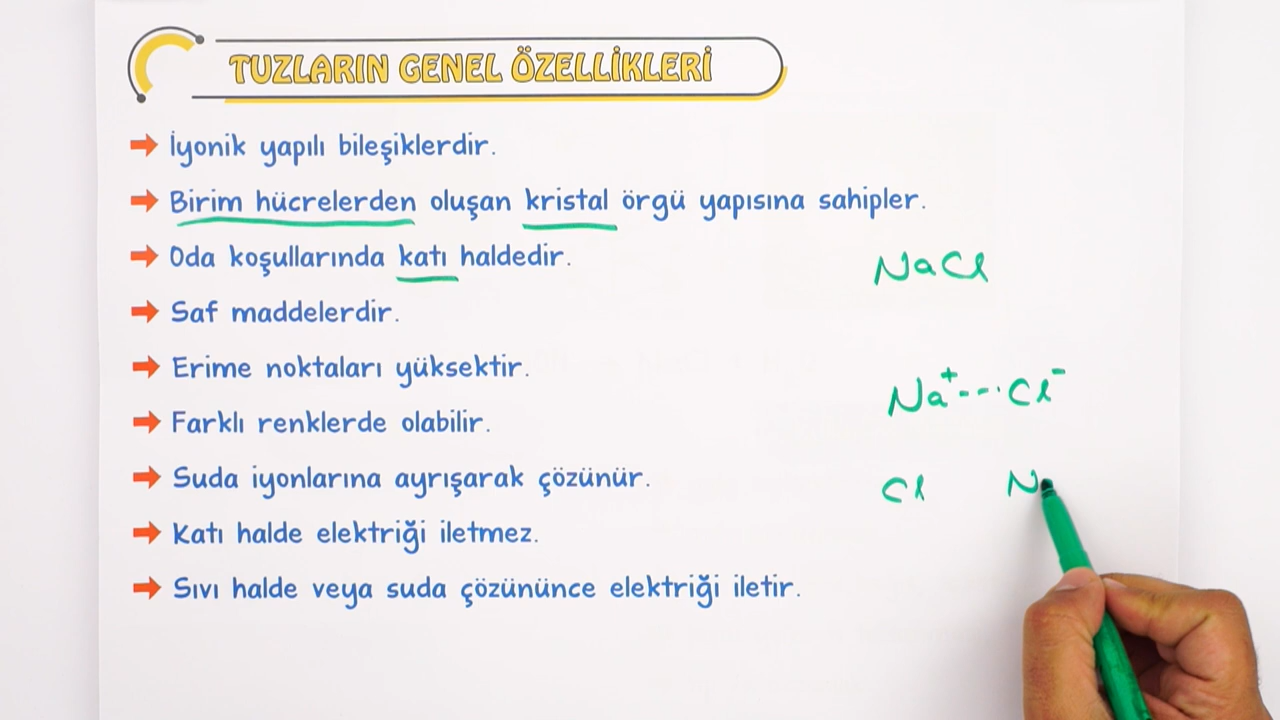 TUZLARIN GENEL ÖZELLİKLERİ
İyonik yapılı bileşiklerdir.
Birim hücrelerden oluşan kristal örgü yapısına sahipler.
Oda koşullarında katı haldedir.
NaCl
Saf maddelerdir.
Erime noktaları yüksektir.
Na⁺---Cl⁻
Farklı renklerde olabilir.
Suda iyonlarına ayrışarak çözünür.
Cl N
Katı halde elektriği iletmez.
Sıvı halde veya suda çözününce elektriği iletir.